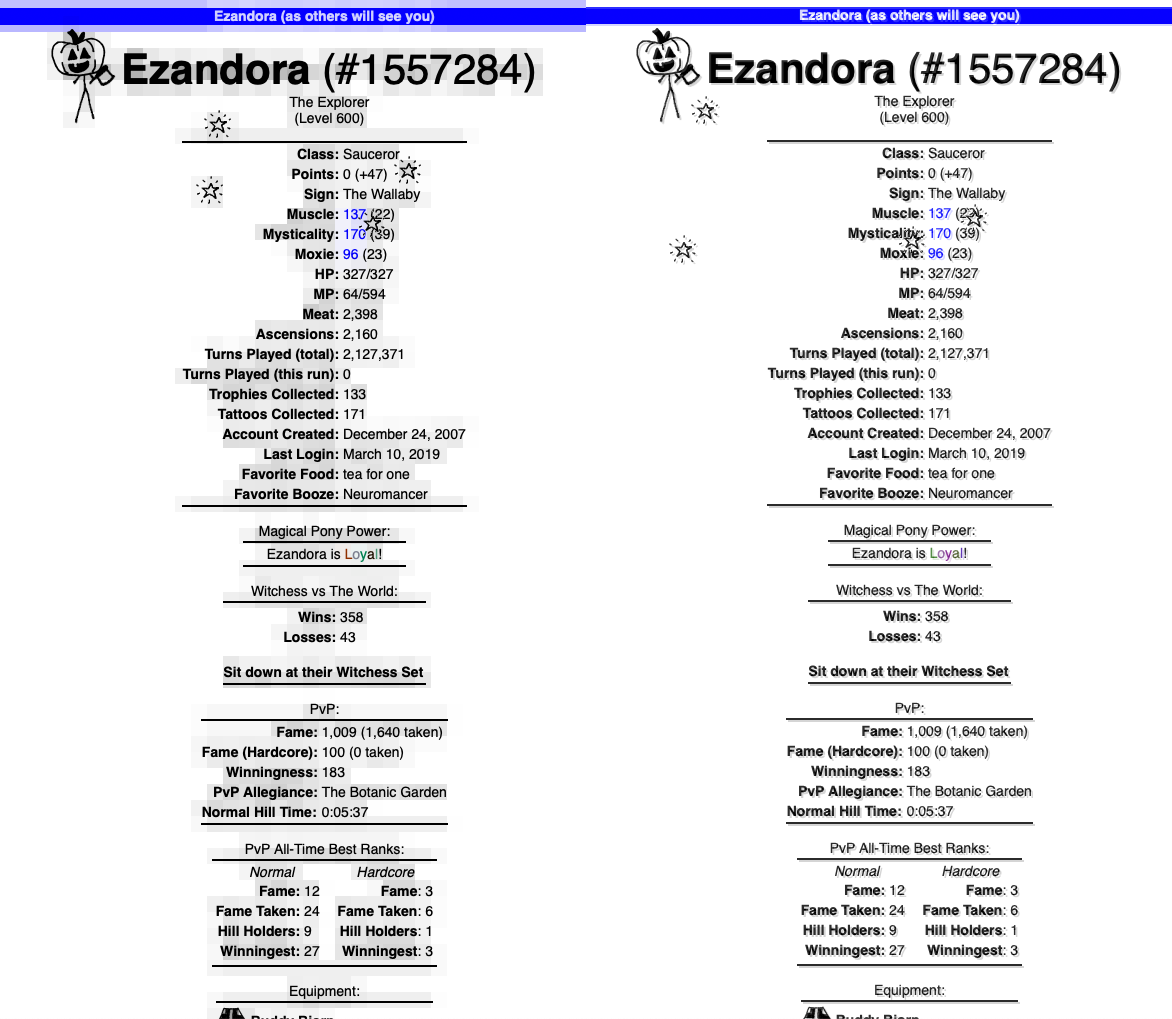 Ezandora (as others will see you)
Ezandora (#1557284)
The Explorer
(Level 600)
Class: Sauceror
Points: 0 (+47)
Sign: The Wallaby
Muscle: 137 (22)
Mysticality: 170 (39)
Moxie: 96 (23)
HP: 327/327
MP: 64/594
Meat: 2,398
Ascensions: 2,160
Turns Played (total): 2,127,371
Turns Played (this run): 0
Trophies Collected: 133
Tattoos Collected: 171
Account Created: December 24, 2007
Last Login: March 10, 2019
Favorite Food: tea for one
Favorite Booze: Neuromancer
Magical Pony Power:
Ezandora is Loyal!
Witchess vs The World:
Wins: 358
Losses: 43
Sit down at their Witchess Set
PvP:
Fame: 1,009 (1,640 taken)
Fame (Hardcore): 100 (0 taken)
Winningness: 183
PvP Allegiance: The Botanic Garden
Normal Hill Time: 0:05:37
PvP All-Time Best Ranks:
Normal Hardcore
Fame: 12 Fame: 3
Fame Taken: 24 Fame Taken: 6
Hill Holders: 9 Hill Holders: 1
Winningest: 27 Winningest: 3
Equipment:
Ezandora (as others will see you)
Ezandora (#1557284)
The Explorer
(Level 600)
Class: Sauceror
Points: 0 (+47)
Sign: The Wallaby
Muscle: 137 (22)
Mysticality: 170 (39)
Moxie: 96 (23)
HP: 327/327
MP: 64/594
Meat: 2,398
Ascensions: 2,160
Turns Played (total): 2,127,371
Turns Played (this run): 0
Trophies Collected: 133
Tattoos Collected: 171
Account Created: December 24, 2007
Last Login: March 10, 2019
Favorite Food: tea for one
Favorite Booze: Neuromancer
Magical Pony Power:
Ezandora is Loyal!
Witchess vs The World:
Wins: 358
Losses: 43
Sit down at their Witchess Set
PvP:
Fame: 1,009 (1,640 taken)
Fame (Hardcore): 100 (0 taken)
Winningness: 183
PvP Allegiance: The Botanic Garden
Normal Hill Time: 0:05:37
PvP All-Time Best Ranks:
Normal Hardcore
Fame: 12 Fame: 3
Fame Taken: 24 Fame Taken: 6
Hill Holders: 9 Hill Holders: 1
Winningest: 27 Winningest: 3
Equipment: